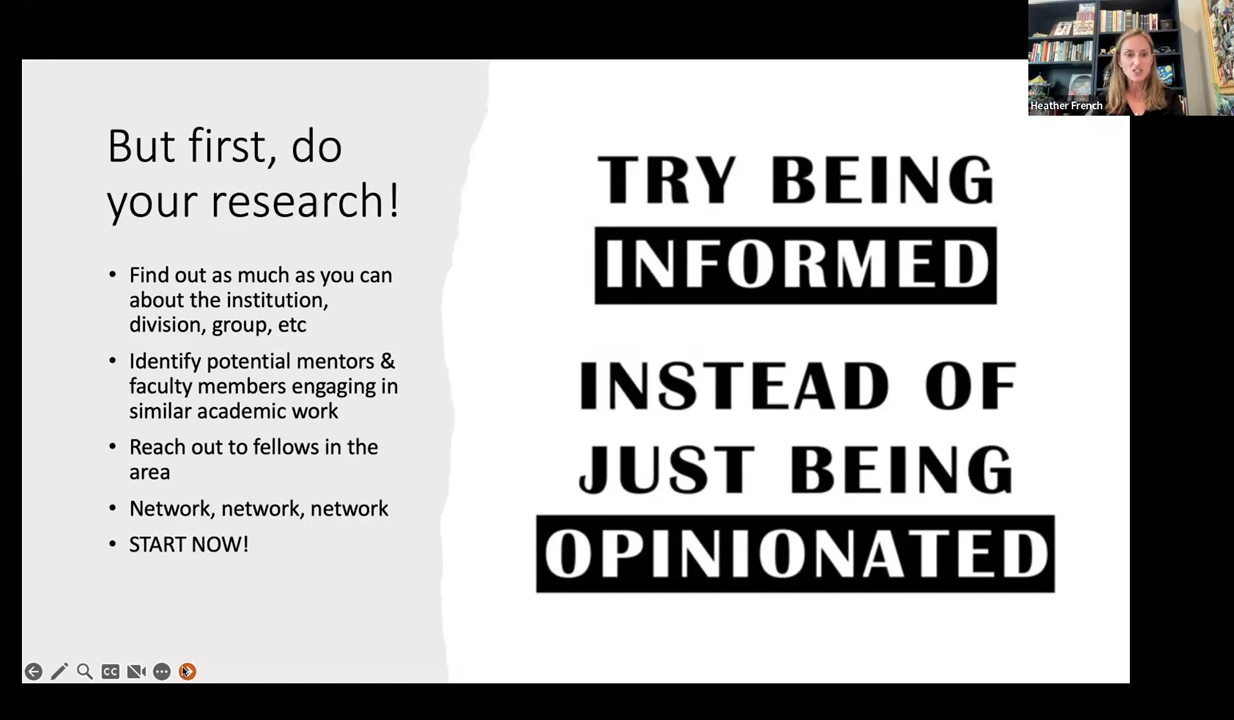 But first, do
your research!
• Find out as much as you can
about the institution,
division, group, etc
• Identify potential mentors &
faculty members engaging in
similar academic work
• Reach out to fellows in the
area
• Network, network, network
• START NOW!
TRY BEING
INFORMED
INSTEAD OF
JUST BEING
OPINIONATED
Heather French
CC